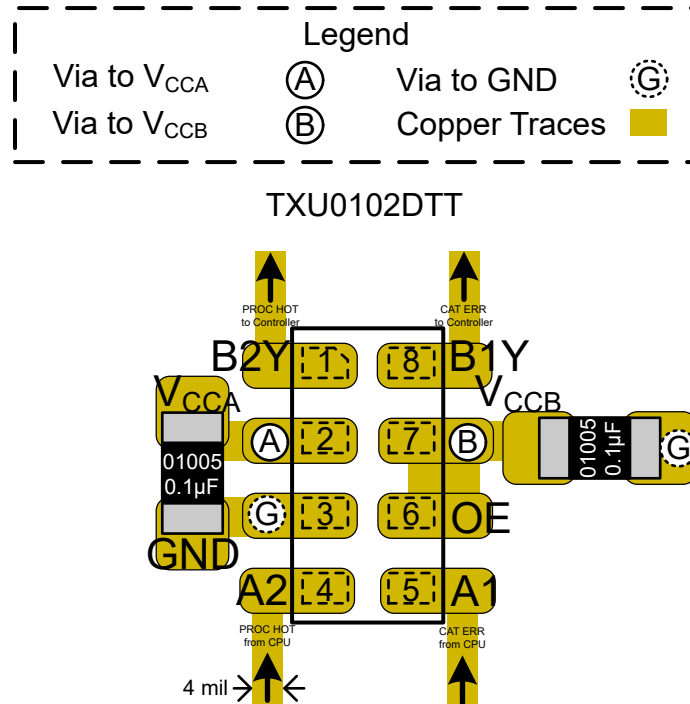 Legend
Via to VCCA A Via to GND G
Via to VCCB B Copper Traces
TXU0102DTT
PROC HOT
to Controller
CAT ERR
to Controller
B2Y 1 8 B1Y
VCCA
VCCB
A 2 7 B
01005
0.1µF
01005
0.1µF
G
G 3 6 OE
GND
A2 4 5 A1
PROC HOT
from CPU
CAT ERR
from CPU
4 mil